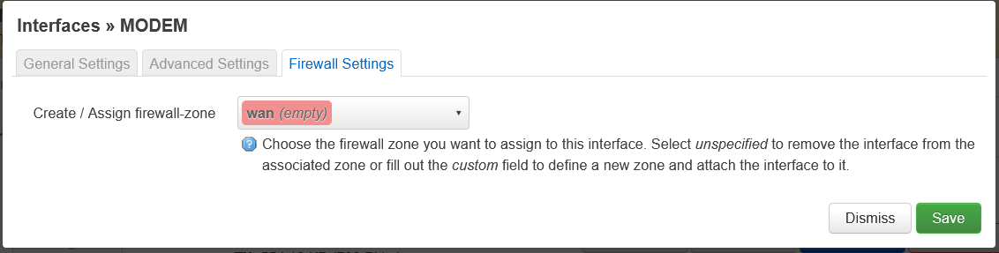 Interfaces » MODEM
General Settings
Advanced Settings
Firewall Settings
Create / Assign firewall-zone
wan (empty)
Choose the firewall zone you want to assign to this interface. Select unspecified to remove the interface from the
associated zone or fill out the custom field to define a new zone and attach the interface to it.
Dismiss
Save